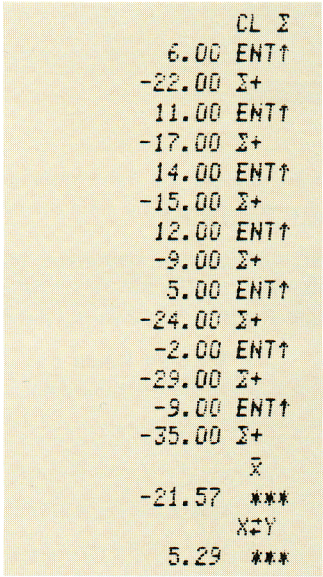 CL Σ
6.00 ENT↑
-22.00 Σ+
11.00 ENT↑
-17.00 Σ+
14.00 ENT↑
-15.00 Σ+
12.00 ENT↑
-9.00 Σ+
5.00 ENT↑
-24.00 Σ+
-2.00 ENT↑
-29.00 Σ+
-9.00 ENT↑
-35.00 Σ+
x̄
-21.57 ***
X⇄Y
5.29 ***